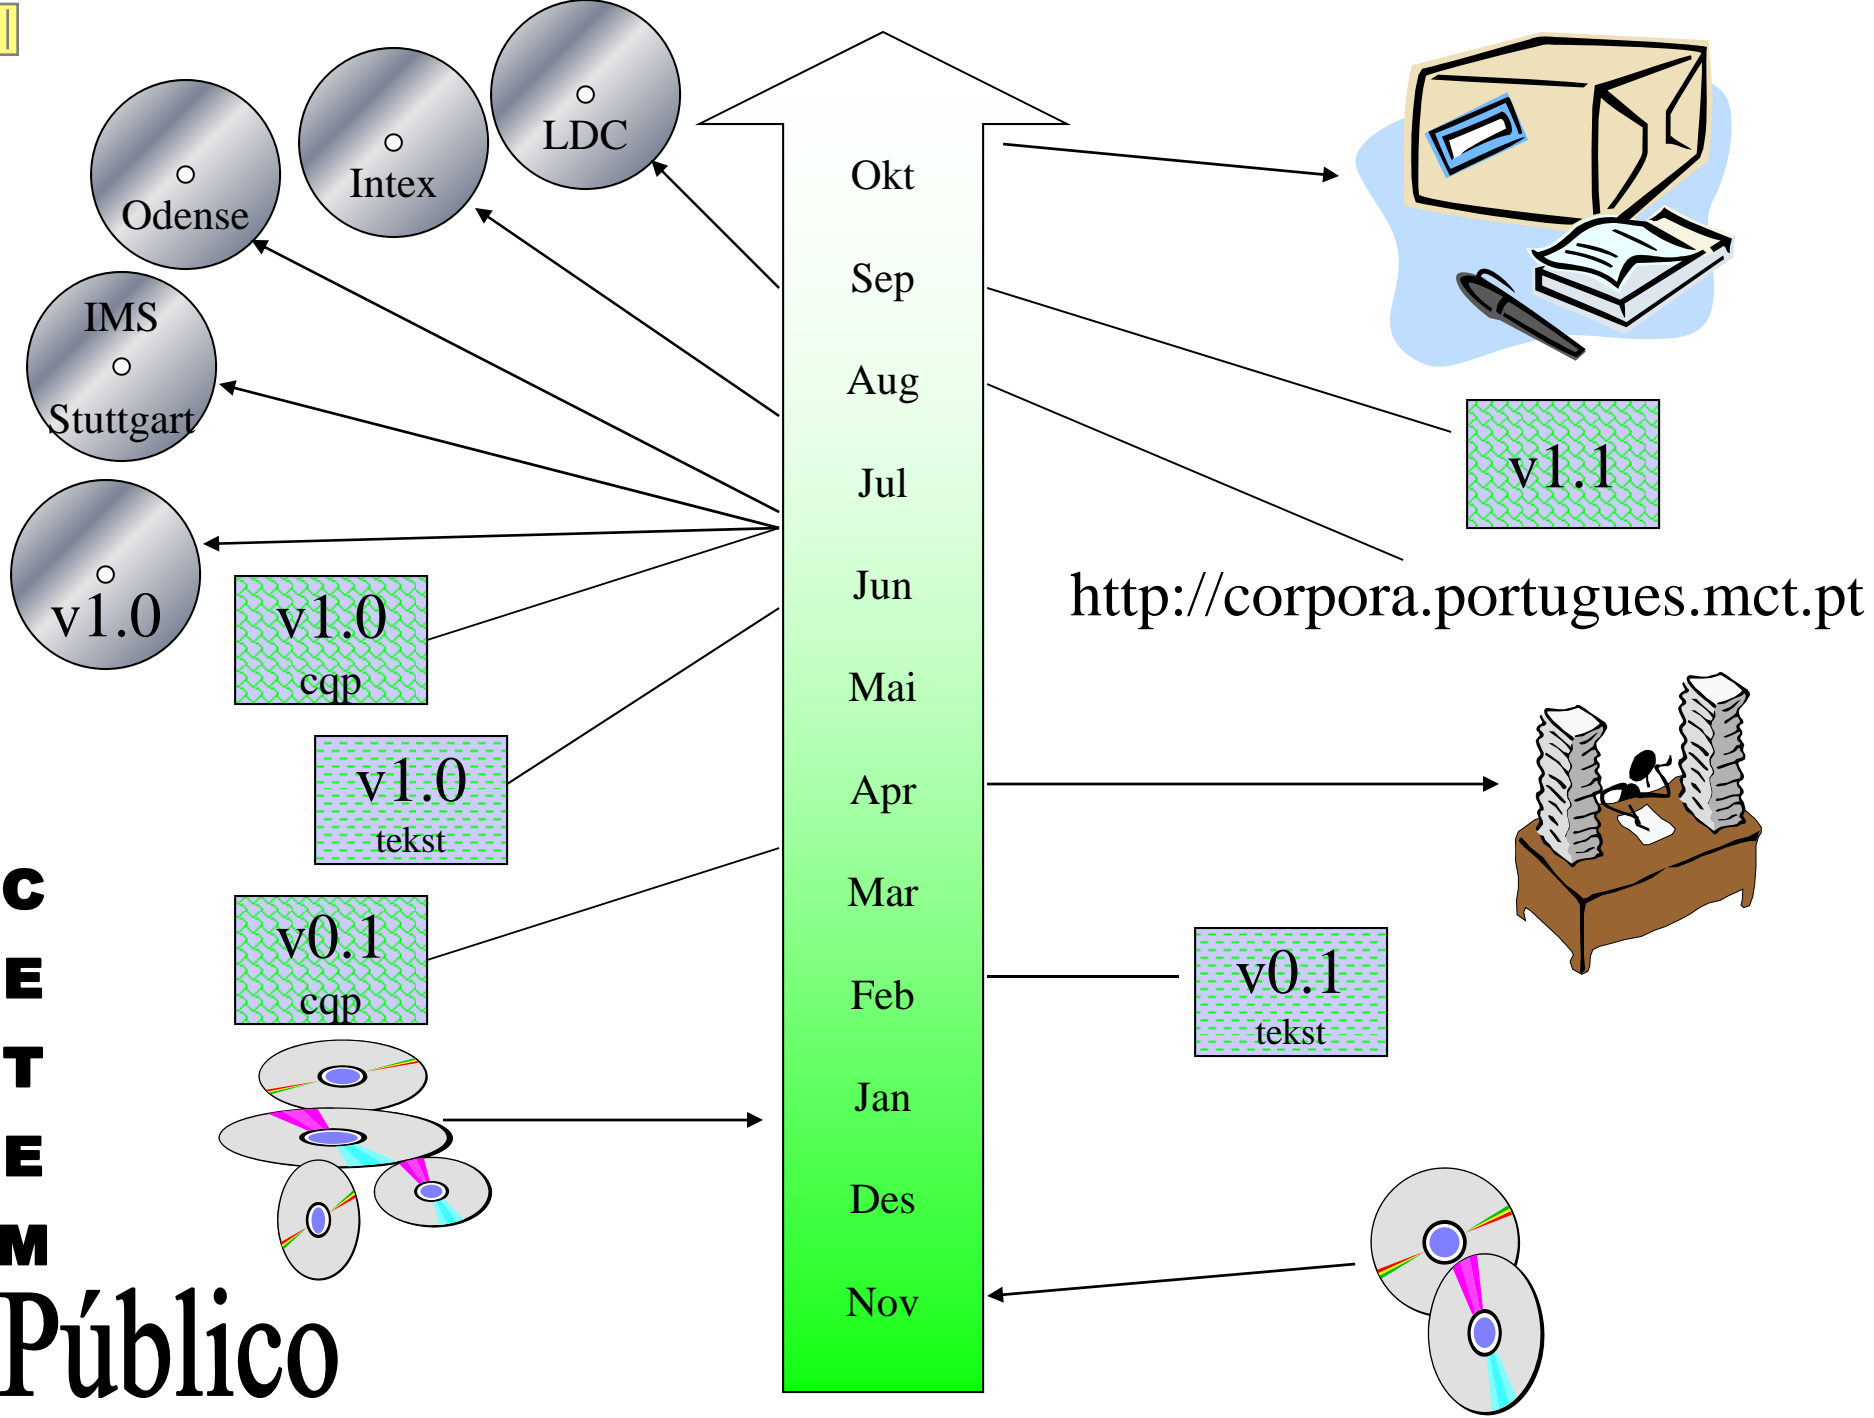 LDC
Intex
Odense
IMS
Stuttgart
v1.0
v1.0
cqp
v1.0
tekst
v0.1
cqp
Okt
Sep
Aug
Jul
Jun
Mai
Apr
Mar
Feb
Jan
Des
Nov
v1.1
http://corpora.portugues.mct.pt
v0.1
tekst
C
E
T
E
M
Público